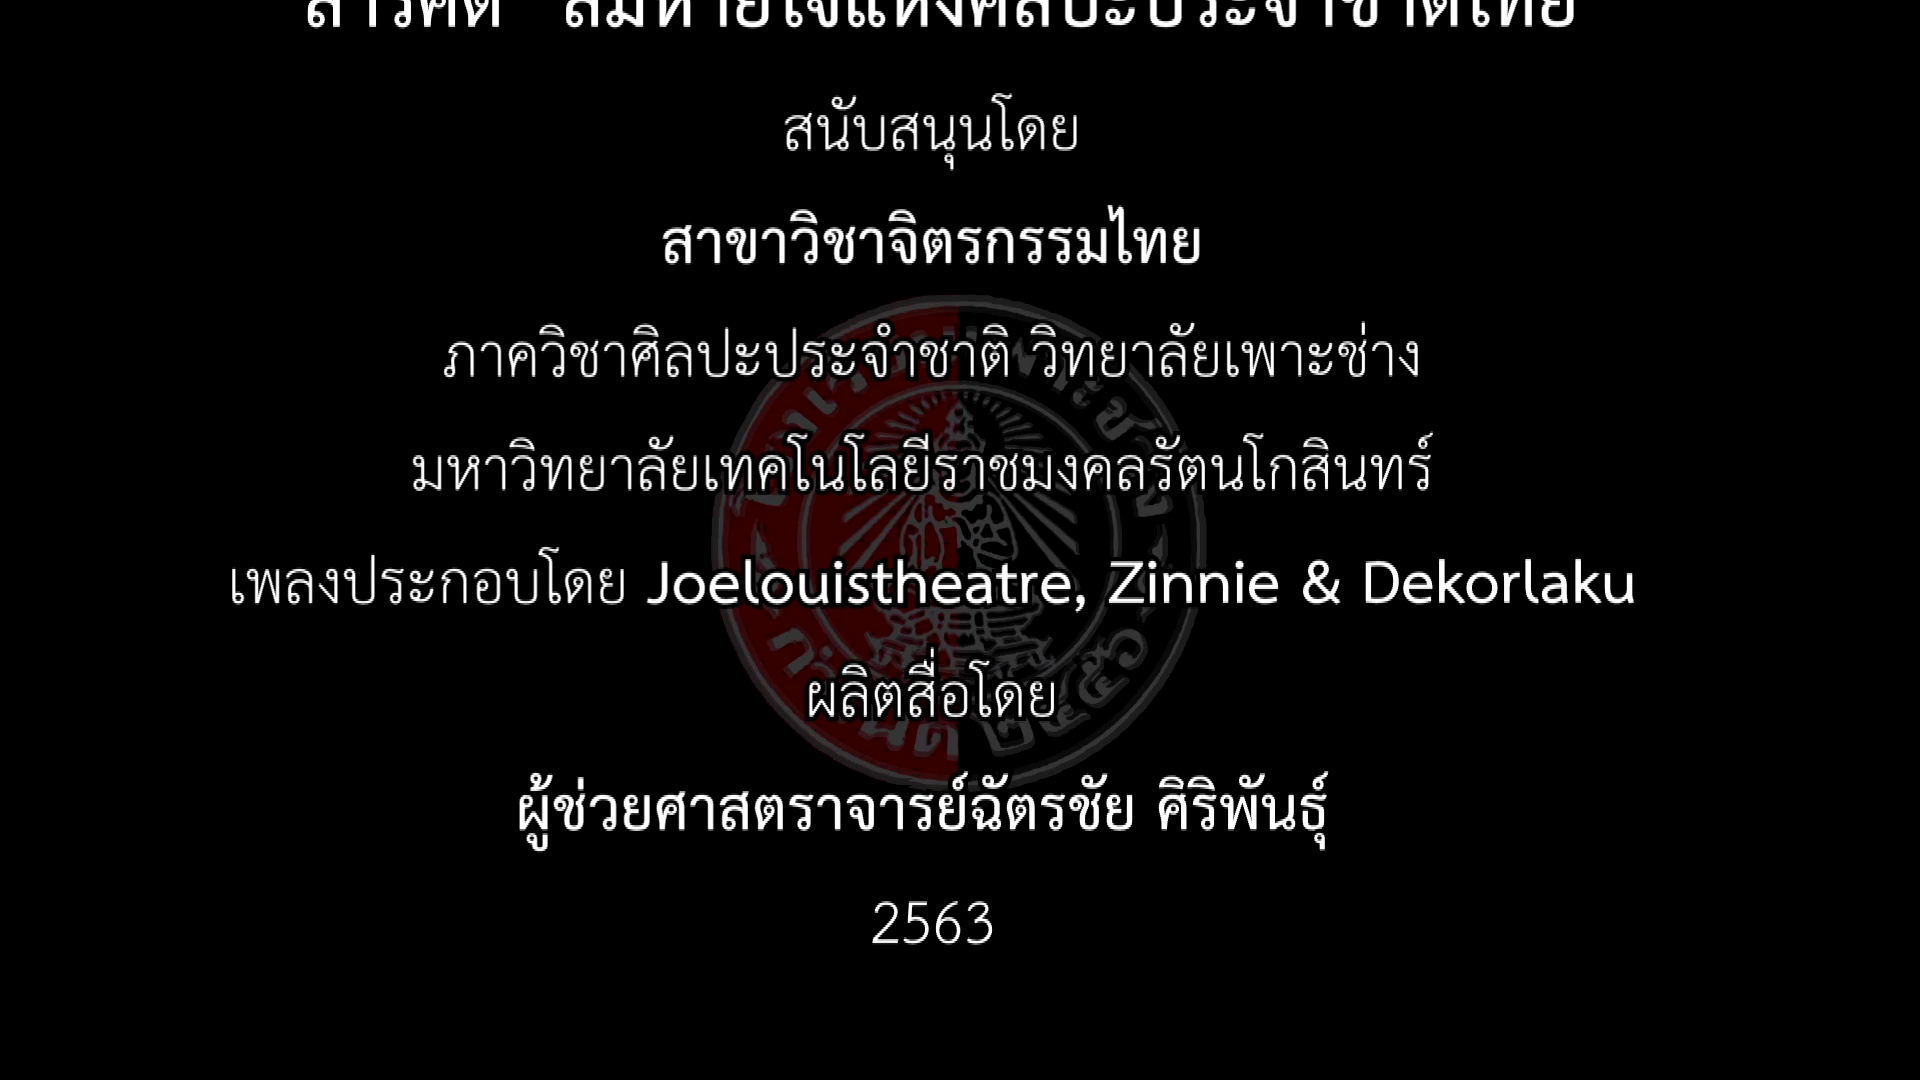 สนับสนุนโดย
สาขาวิชาจิตรกรรมไทย
ภาควิชาศิลปะประจำชาติ วิทยาลัยเพาะช่าง
มหาวิทยาลัยเทคโนโลยีราชมงคลรัตนโกสินทร์
เพลงประกอบโดย Joelouistheatre, Zinnie & Dekorlaku
ผลิตสื่อโดย
ผู้ช่วยศาสตราจารย์ฉัตรชัย ศิริพันธุ์
2563